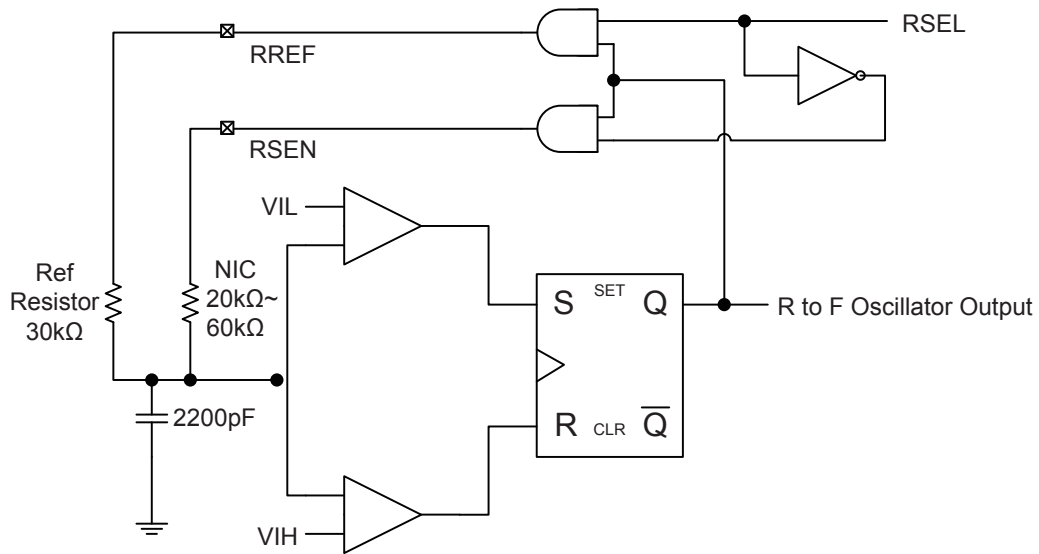 RSEL
RREF
RSEN
VIL
Ref
Resistor
30kΩ
NIC
20kΩ~
60kΩ
S SET Q
R to F Oscillator Output
2200pF
R CLR Q̅
VIH